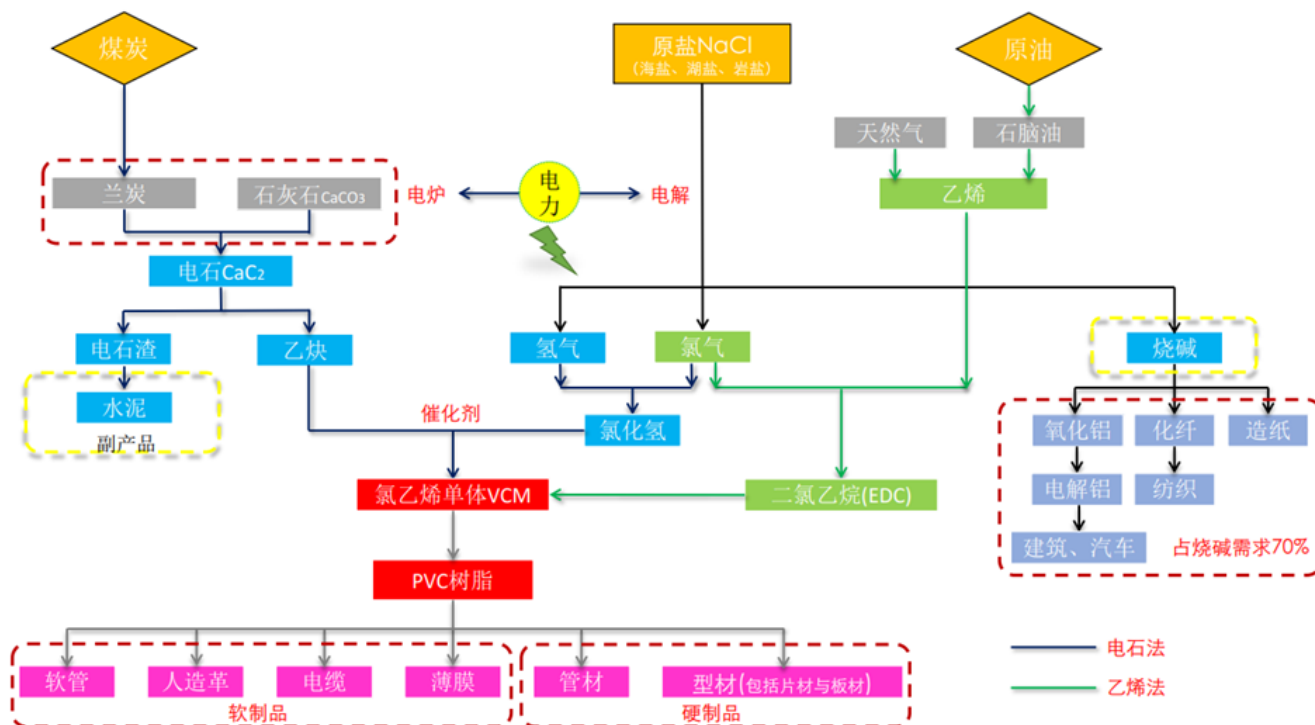 煤炭
原盐NaCl
(海盐、湖盐、岩盐)
原油
天然气
石脑油
兰炭
石灰石CaCO3
电炉
电力
电解
乙烯
电石CaC2
电石渣
乙炔
氢气
氯气
烧碱
水泥
副产品
催化剂
氯化氢
氧化铝
化纤
造纸
氯乙烯单体VCM
二氯乙烷(EDC)
电解铝
纺织
建筑、汽车
占烧碱需求70%
PVC树脂
电石法
乙烯法
软管
人造革
电缆
薄膜
管材
型材(包括片材与板材)
软制品
硬制品